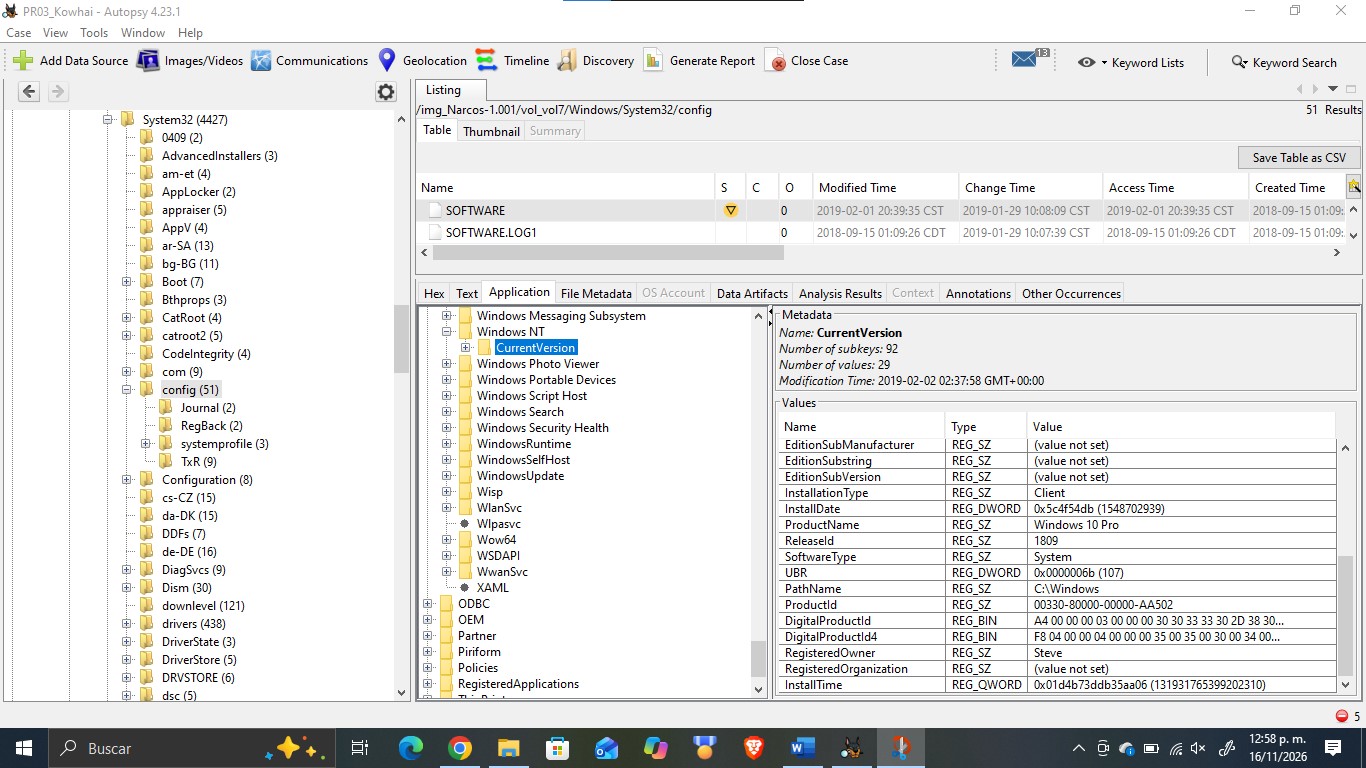 PR03_Kowhai - Autopsy 4.23.1
Case View Tools Window Help
Add Data Source Images/Videos Communications Geolocation Timeline Discovery Generate Report Close Case 13 Keyword Lists Keyword Search
System32 (4427)
0409 (2)
AdvancedInstallers (3)
am-et (4)
AppLocker (2)
appraiser (5)
AppV (4)
ar-SA (13)
bg-BG (11)
Boot (7)
Bthprops (3)
CatRoot (4)
catroot2 (5)
CodeIntegrity (4)
com (9)
config (51)
Journal (2)
RegBack (2)
systemprofile (3)
TxR (9)
Configuration (8)
cs-CZ (15)
da-DK (15)
DDFs (7)
de-DE (16)
DiagSvcs (9)
Dism (30)
downlevel (121)
drivers (438)
DriverState (3)
DriverStore (5)
DRVSTORE (6)
dsc (5)
Listing
/img_Narcos-1.001/vol_vol7/Windows/System32/config 51 Results
Table Thumbnail Summary
Save Table as CSV
Name S C O Modified Time Change Time Access Time Created Time
SOFTWARE 0 2019-02-01 20:39:35 CST 2019-01-29 10:08:09 CST 2019-02-01 20:39:35 CST 2018-09-15 01:09:
SOFTWARE.LOG1 0 2018-09-15 01:09:26 CDT 2019-01-29 10:07:39 CST 2018-09-15 01:09:26 CDT 2018-09-15 01:09:
Hex Text Application File Metadata OS Account Data Artifacts Analysis Results Context Annotations Other Occurrences
Windows Messaging Subsystem
Windows NT
CurrentVersion
Windows Photo Viewer
Windows Portable Devices
Windows Script Host
Windows Search
Windows Security Health
WindowsRuntime
WindowsSelfHost
WindowsUpdate
Wisp
WlanSvc
Wlpasvc
Wow64
WSDAPI
WwanSvc
XAML
ODBC
OEM
Partner
Piriform
Policies
RegisteredApplications
Metadata
Name: CurrentVersion
Number of subkeys: 92
Number of values: 29
Modification Time: 2019-02-02 02:37:58 GMT+00:00
Values
Name Type Value
EditionSubManufacturer REG_SZ (value not set)
EditionSubstring REG_SZ (value not set)
EditionSubVersion REG_SZ (value not set)
InstallationType REG_SZ Client
InstallDate REG_DWORD 0x5c4f54db (1548702939)
ProductName REG_SZ Windows 10 Pro
ReleaseId REG_SZ 1809
SoftwareType REG_SZ System
UBR REG_DWORD 0x0000006b (107)
PathName REG_SZ C:\Windows
ProductId REG_SZ 00330-80000-00000-AA502
DigitalProductId REG_BIN A4 00 00 00 03 00 00 00 30 30 33 33 30 2D 38 30...
DigitalProductId4 REG_BIN F8 04 00 00 04 00 00 00 35 00 35 00 30 00 34 00...
RegisteredOwner REG_SZ Steve
RegisteredOrganization REG_SZ (value not set)
InstallTime REG_QWORD 0x01d4b73ddb35aa06 (131931765399202310)
5
Buscar
12:58 p. m.
16/11/2026